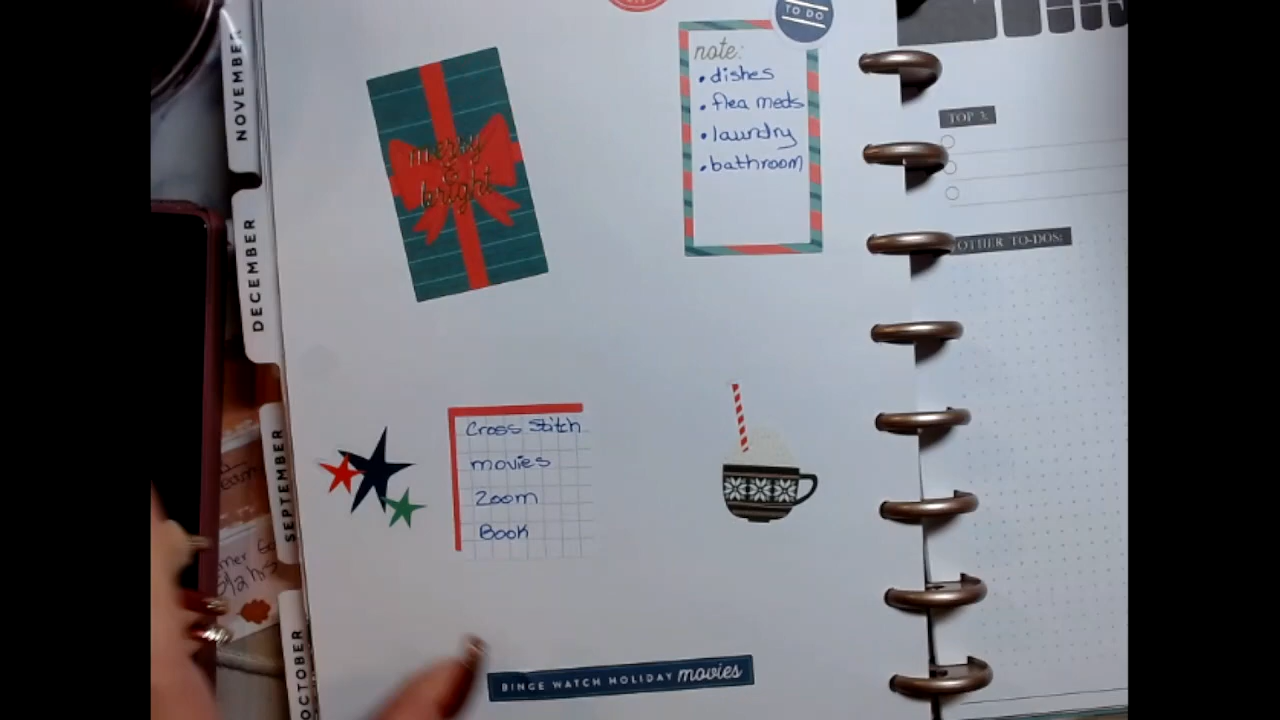 NOVEMBER
DECEMBER
SEPTEMBER
OCTOBER
merry
&
bright
TO DO
note:
• dishes
• flea meds
• laundry
• bathroom
Cross Stitch
movies
Zoom
Book
BINGE WATCH HOLIDAY movies
TOP 3:
OTHER TO-DOS: